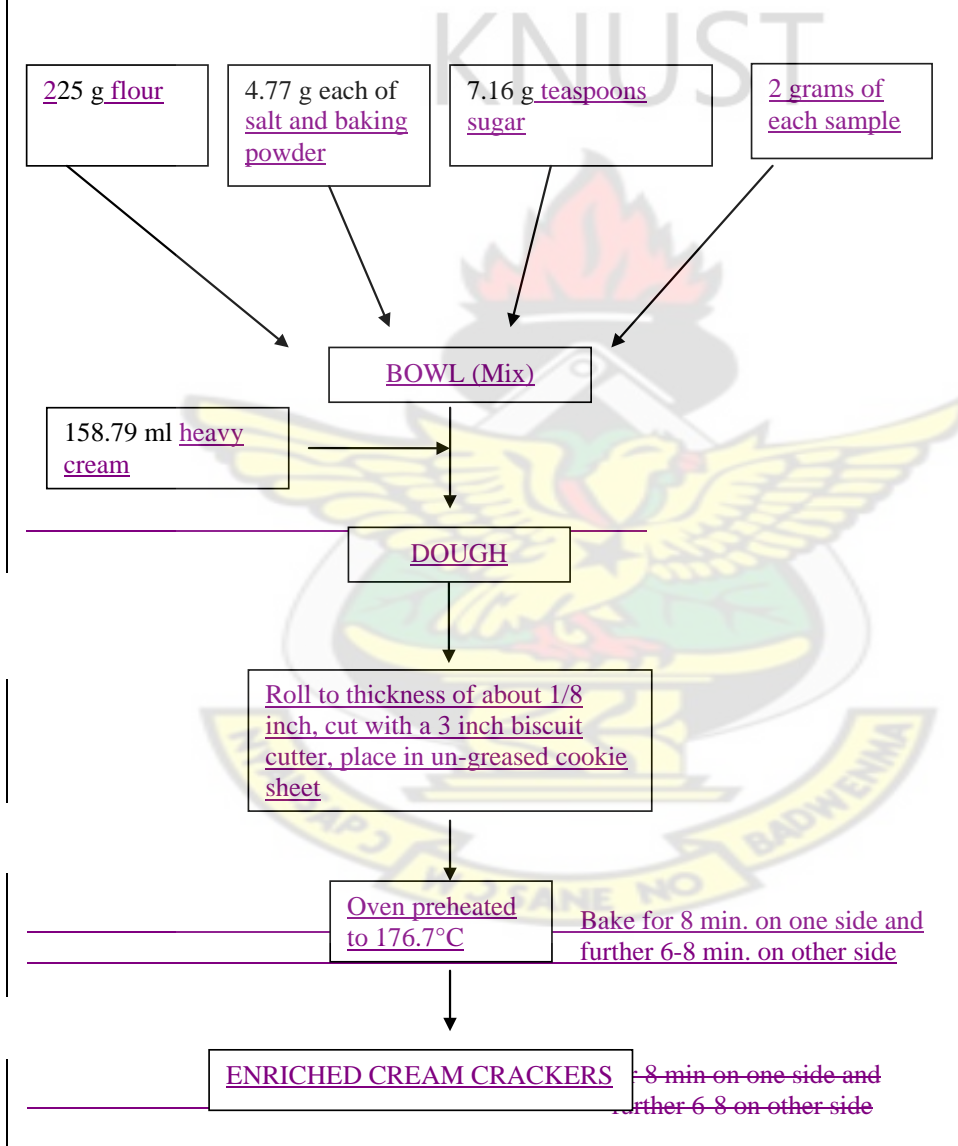 KNUST
225 g flour
4.77 g each of
salt and baking
powder
7.16 g teaspoons
sugar
2 grams of
each sample
BOWL (Mix)
158.79 ml heavy
cream
DOUGH
Roll to thickness of about 1/8
inch, cut with a 3 inch biscuit
cutter, place in un-greased cookie
sheet
Oven preheated
to 176.7°C
Bake for 8 min. on one side and
further 6-8 min. on other side
ENRICHED CREAM CRACKERS
8 min on one side and
further 6-8 on other side
WO SANE NO
BADWENMA